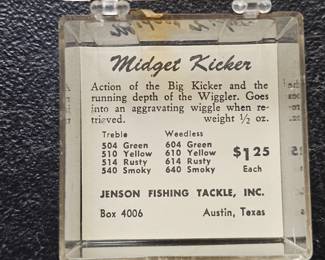 Midget Kicker
Action of the Big Kicker and the
running depth of the Wiggler. Goes
into an aggravating wiggle when re-
trieved. weight ½ oz.
Treble Weedless
504 Green 604 Green
510 Yellow 610 Yellow
514 Rusty 614 Rusty
540 Smoky 640 Smoky
$1.25
Each
JENSON FISHING TACKLE, INC.
Box 4006 Austin, Texas